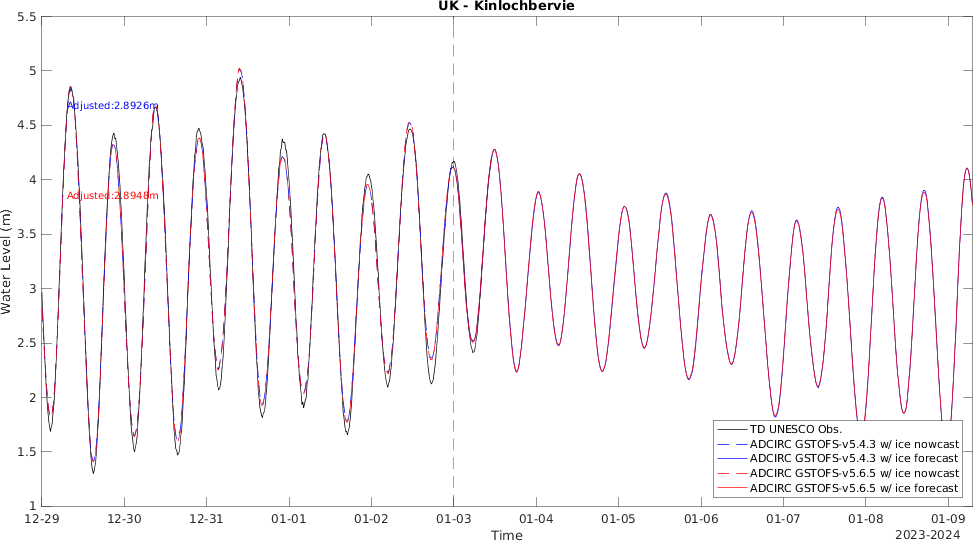 UK - Kinlochbervie
5.5
5
4.5
4
3.5
3
2.5
2
1.5
1
Water Level (m)
Adjusted:2.8926m
Adjusted:2.8948m
TD UNESCO Obs.
ADCIRC GSTOFS-v5.4.3 w/ ice nowcast
ADCIRC GSTOFS-v5.4.3 w/ ice forecast
ADCIRC GSTOFS-v5.6.5 w/ ice nowcast
ADCIRC GSTOFS-v5.6.5 w/ ice forecast
12-29 12-30 12-31 01-01 01-02 01-03 01-04 01-05 01-06 01-07 01-08 01-09
Time
2023-2024